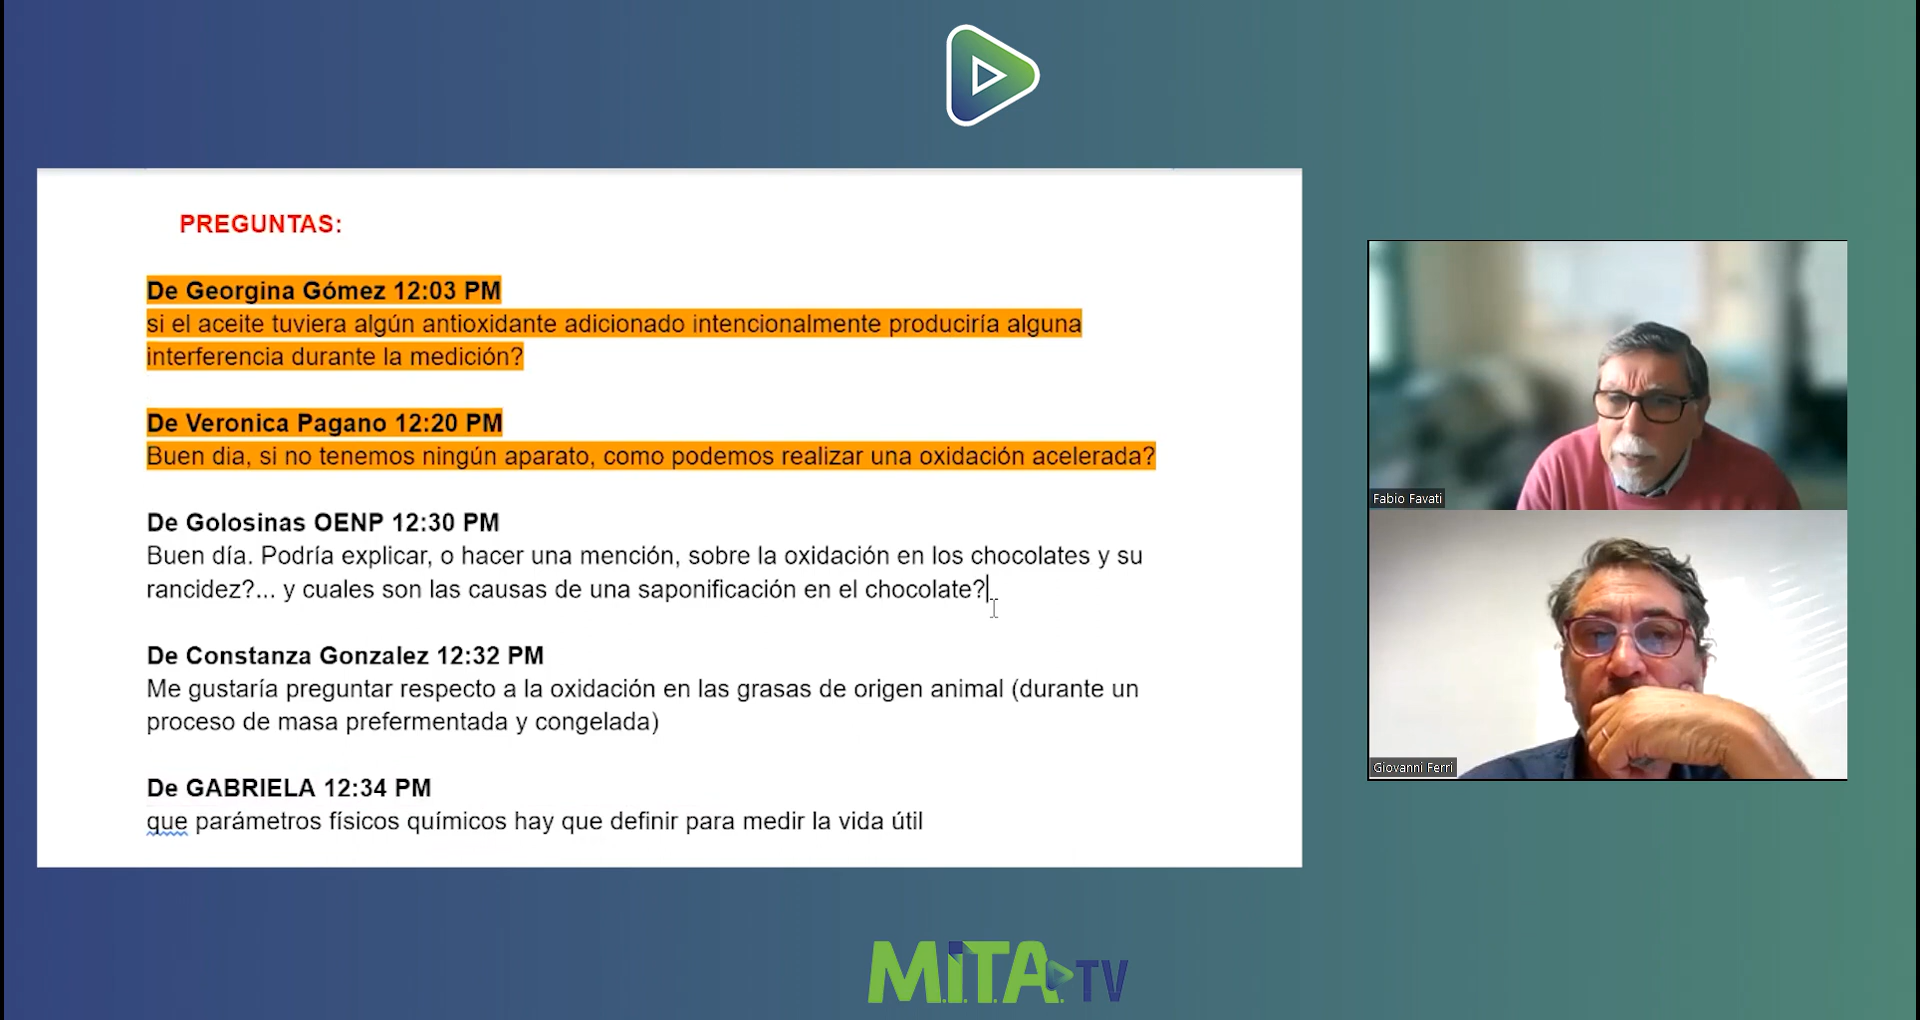 PREGUNTAS:
De Georgina Gómez 12:03 PM
si el aceite tuviera algún antioxidante adicionado intencionalmente produciría alguna
interferencia durante la medición?
De Veronica Pagano 12:20 PM
Buen dia, si no tenemos ningún aparato, como podemos realizar una oxidación acelerada?
De Golosinas OENP 12:30 PM
Buen día. Podría explicar, o hacer una mención, sobre la oxidación en los chocolates y su
rancidez?... y cuales son las causas de una saponificación en el chocolate?
De Constanza Gonzalez 12:32 PM
Me gustaría preguntar respecto a la oxidación en las grasas de origen animal (durante un
proceso de masa prefermentada y congelada)
De GABRIELA 12:34 PM
que parámetros físicos químicos hay que definir para medir la vida útil
Fabio Favati
Giovanni Ferri
M.I.T.A. TV